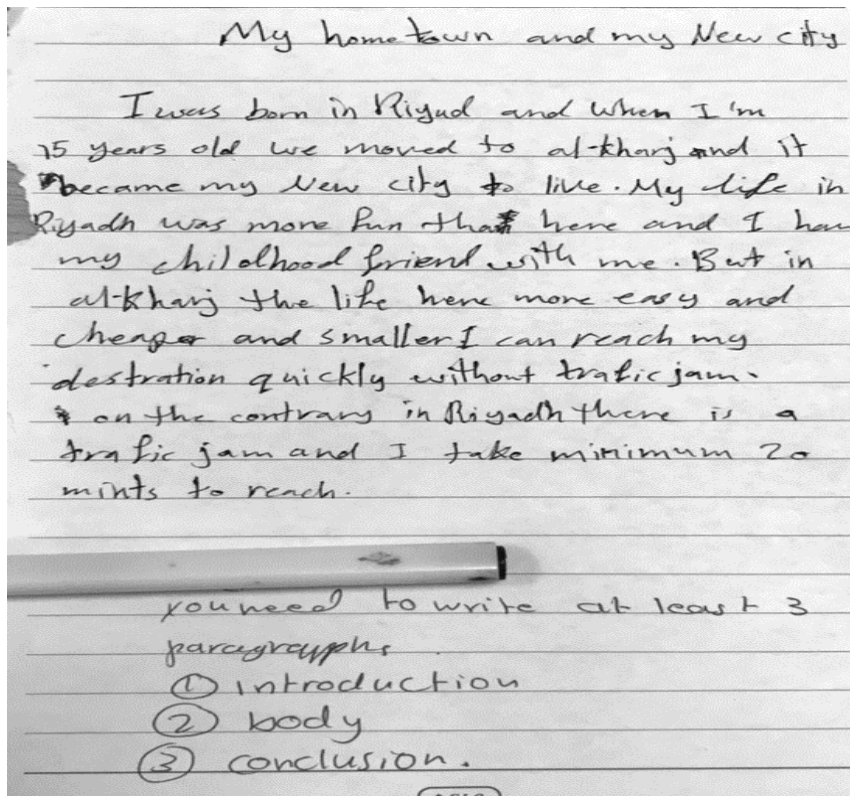 My hometown and my New city
I was born in Riyad and when I'm
15 years old we moved to al-kharj and it
became my New city to live. My life in
Riyadh was more fun that here and I hav
my childhood friend with me. But in
al-kharj the life here more easy and
cheaper and smaller I can reach my
destration quickly without trafic jam.
on the contrary in Riyadh there is a
trafic jam and I take minimum 20
mints to reach.
you need to write at least 3
paragrayphs
① introduction
② body
③ conclusion.